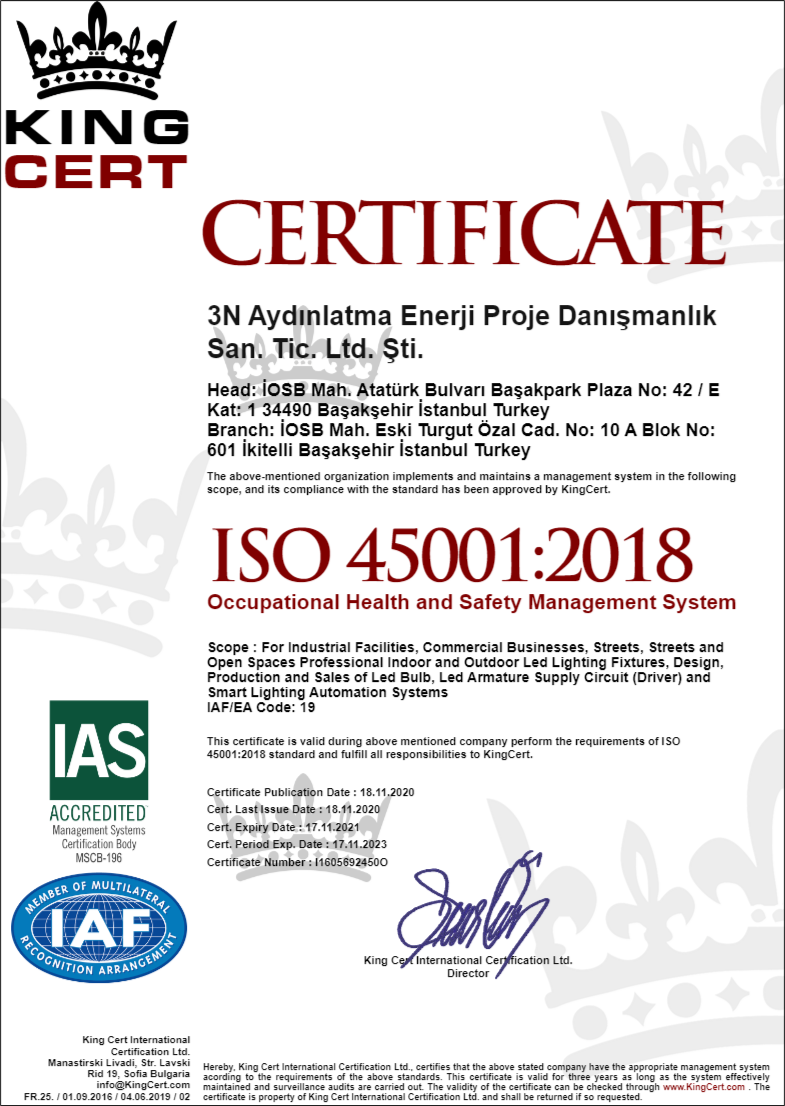 KING
CERT
CERTIFICATE
3N Aydınlatma Enerji Proje Danışmanlık
San. Tic. Ltd. Şti.
Head: İOSB Mah. Atatürk Bulvarı Başakpark Plaza No: 42 / E
Kat: 1 34490 Başakşehir İstanbul Turkey
Branch: İOSB Mah. Eski Turgut Özal Cad. No: 10 A Blok No:
601 İkitelli Başakşehir İstanbul Turkey
The above-mentioned organization implements and maintains a management system in the following
scope, and its compliance with the standard has been approved by KingCert.
ISO 45001:2018
Occupational Health and Safety Management System
Scope : For Industrial Facilities, Commercial Businesses, Streets, Streets and
Open Spaces Professional Indoor and Outdoor Led Lighting Fixtures, Design,
Production and Sales of Led Bulb, Led Armature Supply Circuit (Driver) and
Smart Lighting Automation Systems
IAF/EA Code: 19
This certificate is valid during above mentioned company perform the requirements of ISO
45001:2018 standard and fulfill all responsibilities to KingCert.
Certificate Publication Date : 18.11.2020
Cert. Last Issue Date : 18.11.2020
Cert. Expiry Date : 17.11.2021
Cert. Period Exp. Date : 17.11.2023
Certificate Number : I1605692450O
IAS
ACCREDITED
Management Systems
Certification Body
MSCB-196
MEMBER OF MULTILATERAL
IAF
RECOGNITION ARRANGEMENT
King Cert International Certification Ltd.
Director
King Cert International
Certification Ltd.
Manastirski Livadi, Str. Lavski
Rid 19, Sofia Bulgaria
info@KingCert.com
FR.25. / 01.09.2016 / 04.06.2019 / 02
Hereby, King Cert International Certification Ltd., certifies that the above stated company have the appropriate management system
acording to the requirements of the above standards. This certificate is valid for three years as long as the system effectively
maintained and surveillance audits are carried out. The validity of the certificate can be checked through www.KingCert.com . The
certificate is property of King Cert International Certification Ltd. and shall be returned if so requested.